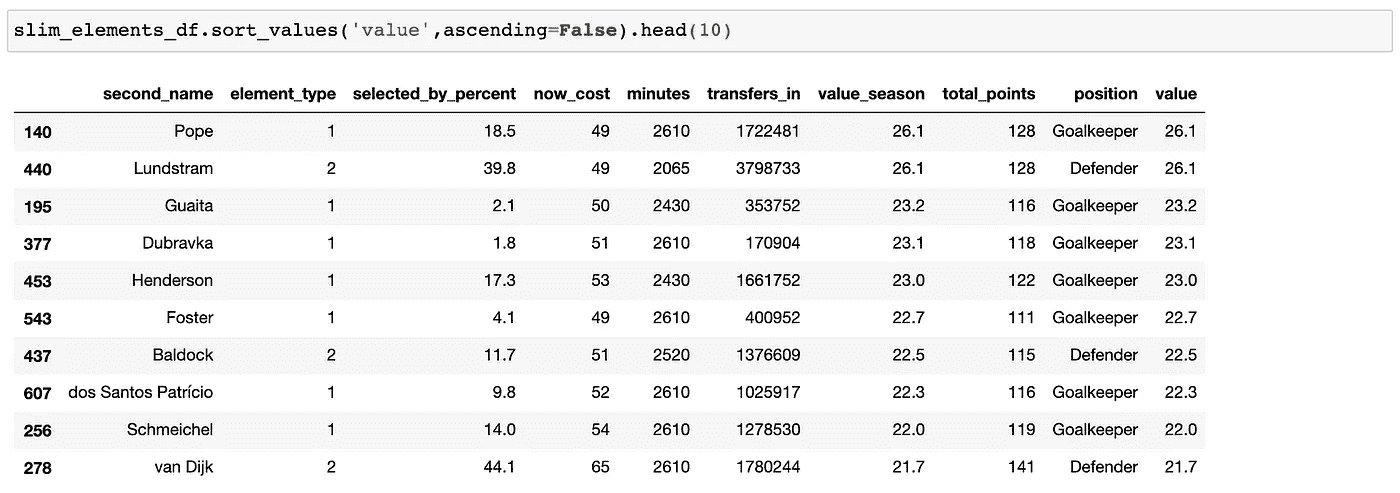 slim_elements_df.sort_values('value',ascending=False).head(10)
second_name element_type selected_by_percent now_cost minutes transfers_in value_season total_points position value
140 Pope 1 18.5 49 2610 1722481 26.1 128 Goalkeeper 26.1
440 Lundstram 2 39.8 49 2065 3798733 26.1 128 Defender 26.1
195 Guaita 1 2.1 50 2430 353752 23.2 116 Goalkeeper 23.2
377 Dubravka 1 1.8 51 2610 170904 23.1 118 Goalkeeper 23.1
453 Henderson 1 17.3 53 2430 1661752 23.0 122 Goalkeeper 23.0
543 Foster 1 4.1 49 2610 400952 22.7 111 Goalkeeper 22.7
437 Baldock 2 11.7 51 2520 1376609 22.5 115 Defender 22.5
607 dos Santos Patrício 1 9.8 52 2610 1025917 22.3 116 Goalkeeper 22.3
256 Schmeichel 1 14.0 54 2610 1278530 22.0 119 Goalkeeper 22.0
278 van Dijk 2 44.1 65 2610 1780244 21.7 141 Defender 21.7